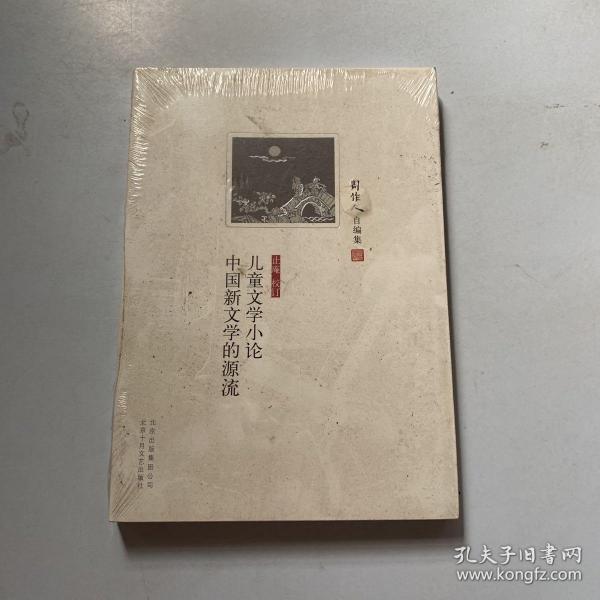 周作人
自编集
止庵 校订
儿童文学小论
中国新文学的源流
北京出版集团公司
北京十月文艺出版社
孔夫子旧书网
www.kongfz.com